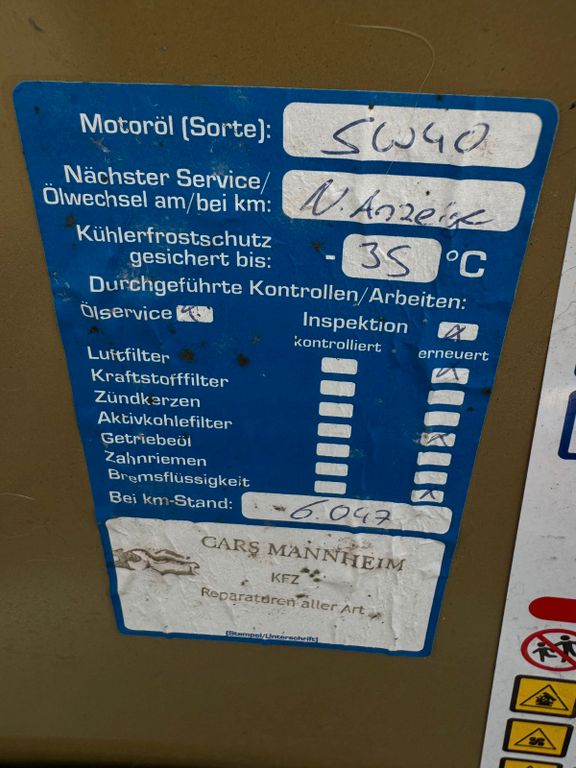 Motoröl (Sorte): 5W40
Nächster Service/
Ölwechsel am/bei km: N. Anzeige
Kühlerfrostschutz
gesichert bis: - 35 °C
Durchgeführte Kontrollen/Arbeiten:
Ölservice x Inspektion x
kontrolliert erneuert
Luftfilter x
Kraftstofffilter
Zündkerzen
Aktivkohlefilter x
Getriebeöl
Zahnriemen
Bremsflüssigkeit x
Bei km-Stand: 6.047
CARS MANNHEIM
KFZ
Reparaturen aller Art
(Stempel/Unterschrift)